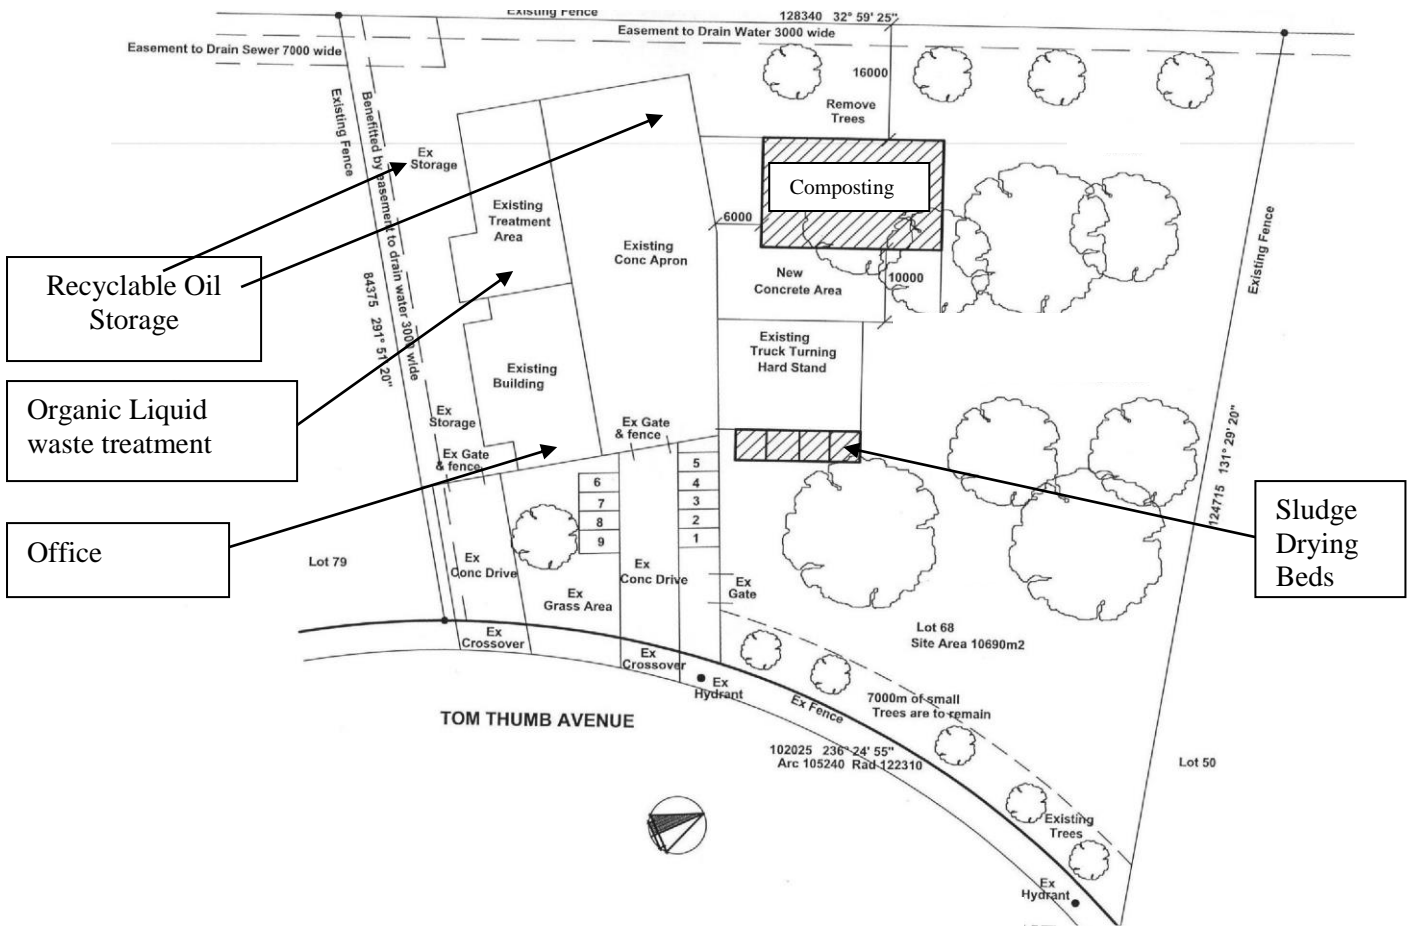 Existing Fence
128340 32° 59' 25"
Easement to Drain Water 3000 wide
Easement to Drain Sewer 7000 wide
16000
Remove
Trees
Existing Fence
Benefitted by easement to drain water 3000 wide
84375 291° 51' 20"
Ex
Storage
Existing
Treatment
Area
Existing
Conc Apron
Composting
6000
10000
New
Concrete Area
Existing Fence
Recyclable Oil
Storage
Existing
Truck Turning
Hard Stand
Existing
Building
Organic Liquid
waste treatment
Ex
Storage
Ex Gate
& fence
Ex Gate
& fence
124715 131° 29' 20"
5
4
3
2
1
6
7
8
9
Sludge
Drying
Beds
Office
Lot 79
Ex
Conc Drive
Ex
Grass Area
Ex
Conc Drive
Ex
Gate
Lot 68
Site Area 10690m2
Ex
Crossover
Ex
Crossover
Ex
Hydrant
7000m of small
Trees are to remain
Ex Fence
TOM THUMB AVENUE
102025 236° 24' 55"
Arc 105240 Rad 122310
Lot 50
Existing
Trees
Ex
Hydrant